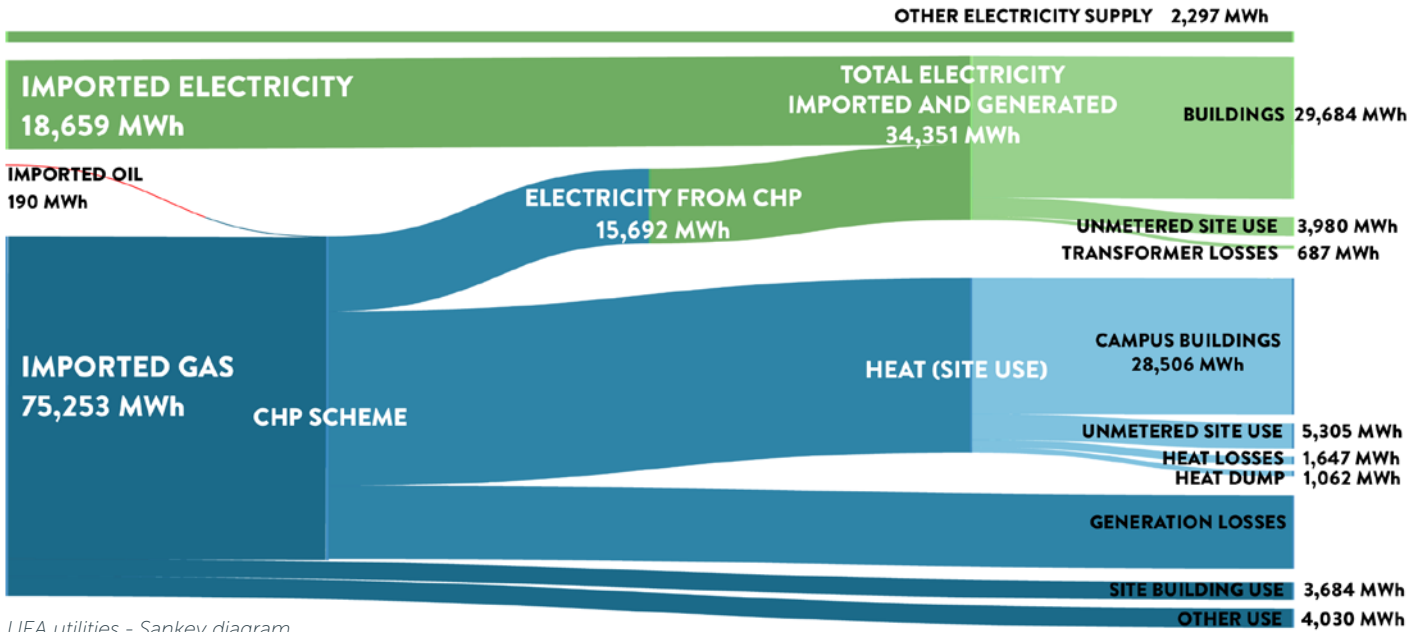 OTHER ELECTRICITY SUPPLY 2,297 MWh
IMPORTED ELECTRICITY
18,659 MWh
TOTAL ELECTRICITY
IMPORTED AND GENERATED
34,351 MWh
BUILDINGS 29,684 MWh
IMPORTED OIL
190 MWh
ELECTRICITY FROM CHP
15,692 MWh
UNMETERED SITE USE 3,980 MWh
TRANSFORMER LOSSES 687 MWh
IMPORTED GAS
75,253 MWh
CHP SCHEME
HEAT (SITE USE)
CAMPUS BUILDINGS
28,506 MWh
UNMETERED SITE USE 5,305 MWh
HEAT LOSSES 1,647 MWh
HEAT DUMP 1,062 MWh
GENERATION LOSSES
SITE BUILDING USE 3,684 MWh
OTHER USE 4,030 MWh
UEA utilities - Sankey diagram